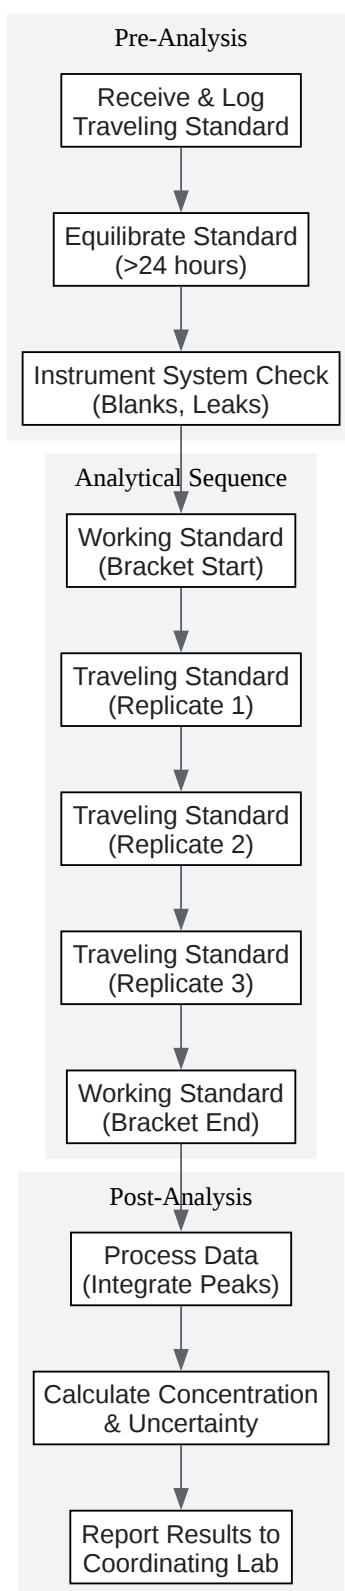 Pre-Analysis
Receive & Log
Traveling Standard
Equilibrate Standard
(>24 hours)
Instrument System Check
(Blanks, Leaks)
Analytical Sequence
Working Standard
(Bracket Start)
Traveling Standard
(Replicate 1)
Traveling Standard
(Replicate 2)
Traveling Standard
(Replicate 3)
Working Standard
(Bracket End)
Post-Analysis
Process Data
(Integrate Peaks)
Calculate Concentration
& Uncertainty
Report Results to
Coordinating Lab